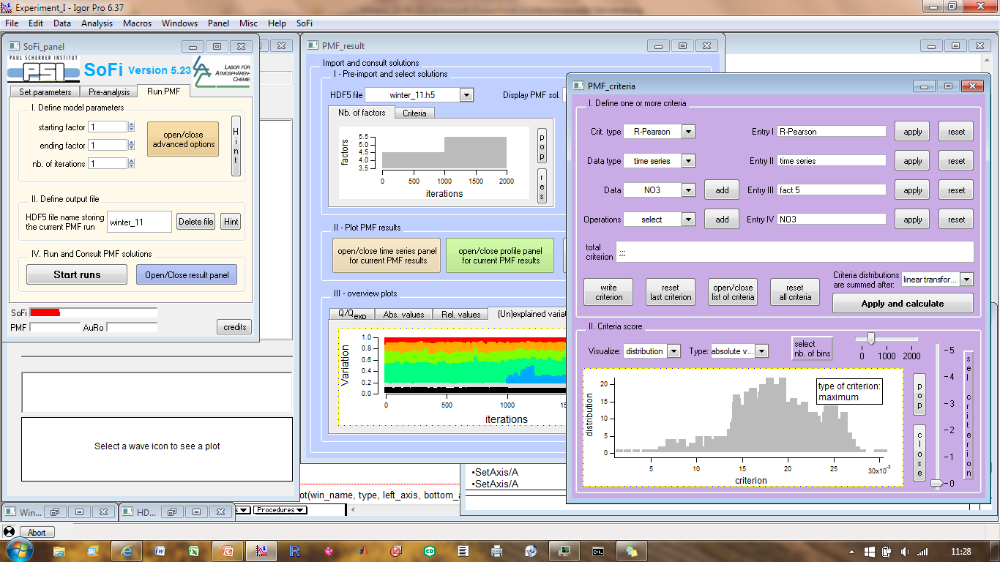 Experiment_I - Igor Pro 6.37
File Edit Data Analysis Macros Windows Panel Misc Help SoFi
SoFi_panel
PAUL SCHERRER INSTITUT
PSI
SoFi Version 5.23
LABOR FÜR
ATMOSPHÄREN-
CHEMIE
Set parameters Pre-analysis Run PMF
I. Define model parameters
starting factor 1
ending factor 1
nb. of iterations 1
open/close
advanced options
H
i
n
t
II. Define output file
HDF5 file name storing
the current PMF run
winter_11
Delete file Hint
IV. Run and Consult PMF solutions
Start runs Open/Close result panel
SoFi
PMF AuRo credits
Select a wave icon to see a plot
PMF_result
Import and consult solutions
I - Pre-import and select solutions
HDF5 file winter_11.h5 Display PMF sol.
Nb. of factors Criteria
factors
5.5
5.0
4.5
4.0
3.5
0 500 1000 1500 2000
iterations
p
o
p
r
e
s
II - Plot PMF results
open/close time series panel
for current PMF results
open/close profile panel
for current PMF results
III - overview plots
Q/Qexp Abs. values Rel. values (Un)explained variat
Variation
1.0
0.8
0.6
0.4
0.2
0.0
0 500 1000
iterations
PMF_criteria
I. Define one or more criteria
Crit. type R-Pearson Entry I R-Pearson apply reset
Data type time series Entry II time series apply reset
Data NO3 add Entry III fact 5 apply reset
Operations select add Entry IV NO3 apply reset
total
criterion
;;;
write
criterion
reset
last criterion
open/close
list of criteria
reset
all criteria
Criteria distributions
are summed after: linear transfor...
Apply and calculate
II. Criteria score
Visualize: distribution Type: absolute v...
select
nb. of bins
0 1000 2000
distribution
20
15
10
5
0
5 10 15 20 25 30x10-3
criterion
type of criterion:
maximum
p
o
p
c
l
o
s
e
5
4
3
2
1
0
s
e
l
c
r
i
t
e
r
i
o
n
•SetAxis/A
•SetAxis/A
ot(win_name, type, left_axis, bottom_a
Win... HD... Procedures
Abort
11:28